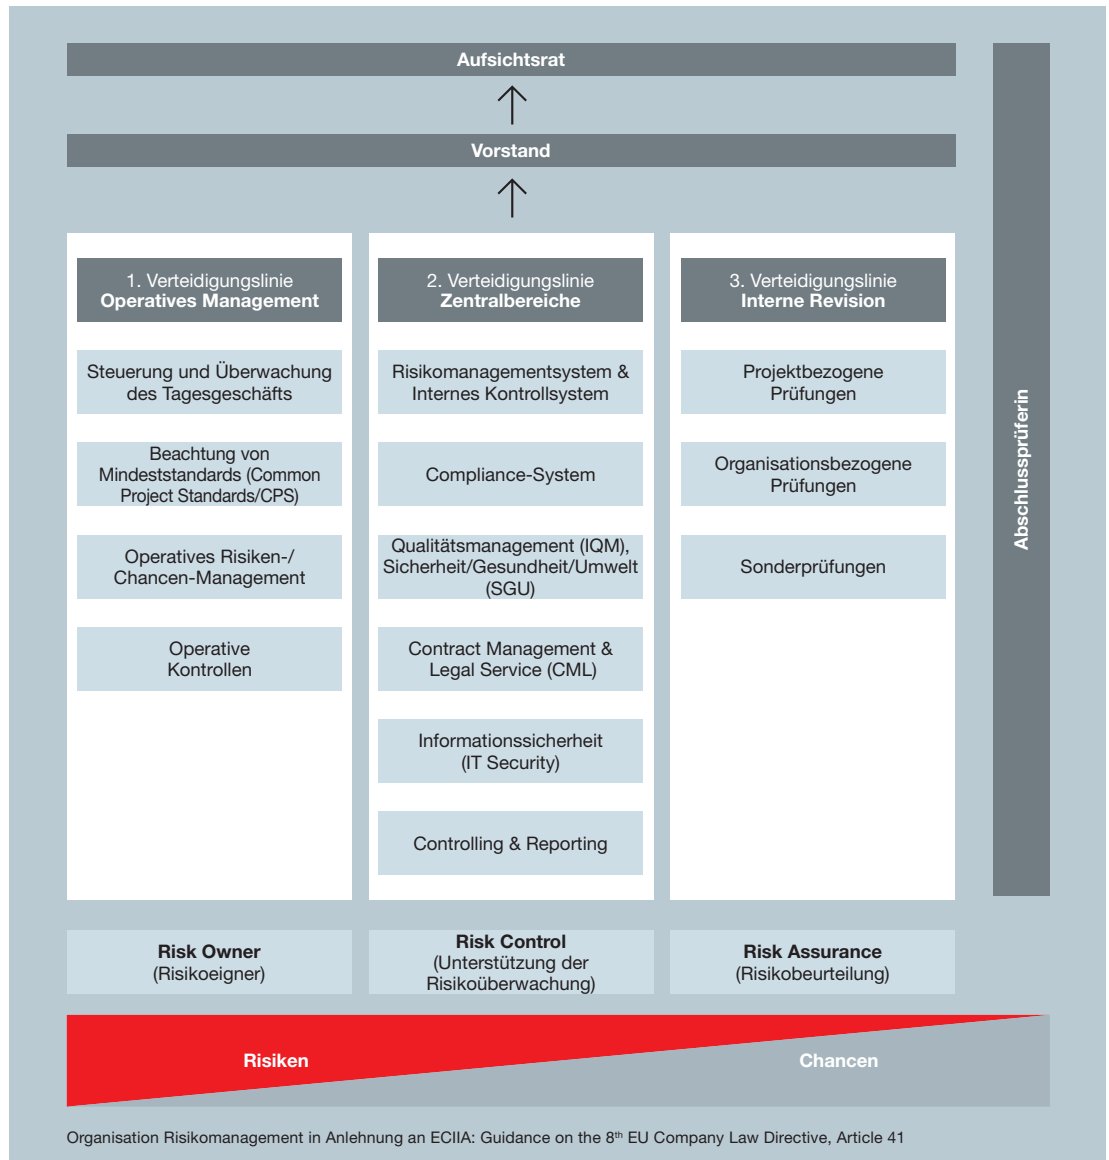 Aufsichtsrat
Vorstand
1. Verteidigungslinie
Operatives Management
Steuerung und Überwachung
des Tagesgeschäfts
Beachtung von
Mindeststandards (Common
Project Standards/CPS)
Operatives Risiken-/
Chancen-Management
Operative
Kontrollen
2. Verteidigungslinie
Zentralbereiche
Risikomanagementsystem &
Internes Kontrollsystem
Compliance-System
Qualitätsmanagement (IQM),
Sicherheit/Gesundheit/Umwelt
(SGU)
Contract Management &
Legal Service (CML)
Informationssicherheit
(IT Security)
Controlling & Reporting
3. Verteidigungslinie
Interne Revision
Projektbezogene
Prüfungen
Organisationsbezogene
Prüfungen
Sonderprüfungen
Abschlussprüferin
Risk Owner
(Risikoeigner)
Risk Control
(Unterstützung der
Risikoüberwachung)
Risk Assurance
(Risikobeurteilung)
Risiken
Chancen
Organisation Risikomanagement in Anlehnung an ECIIA: Guidance on the 8th EU Company Law Directive, Article 41